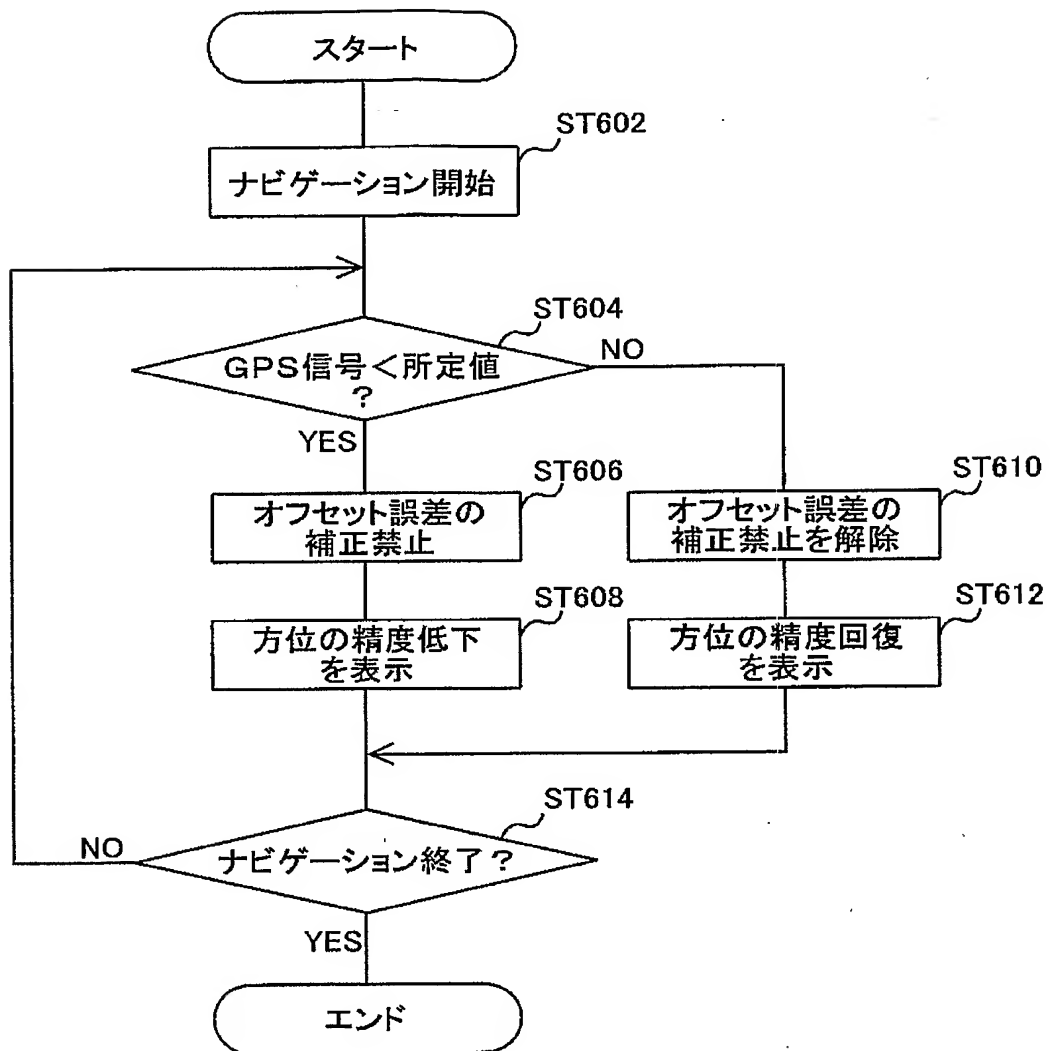 スタート
ST602
ナビゲーション開始
ST604
GPS信号<所定値
?
NO
YES
ST606
オフセット誤差の
補正禁止
ST610
オフセット誤差の
補正禁止を解除
ST608
方位の精度低下
を表示
ST612
方位の精度回復
を表示
ST614
ナビゲーション終了?
NO
YES
エンド